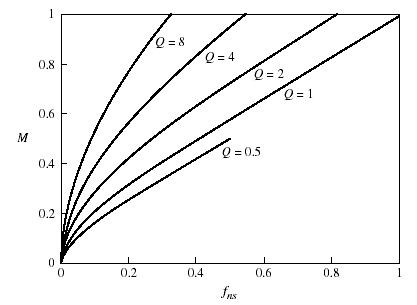 1
0.8
0.6
0.4
0.2
0
M
Q = 8
Q = 4
Q = 2
Q = 1
Q = 0.5
0 0.2 0.4 0.6 0.8 1
fns